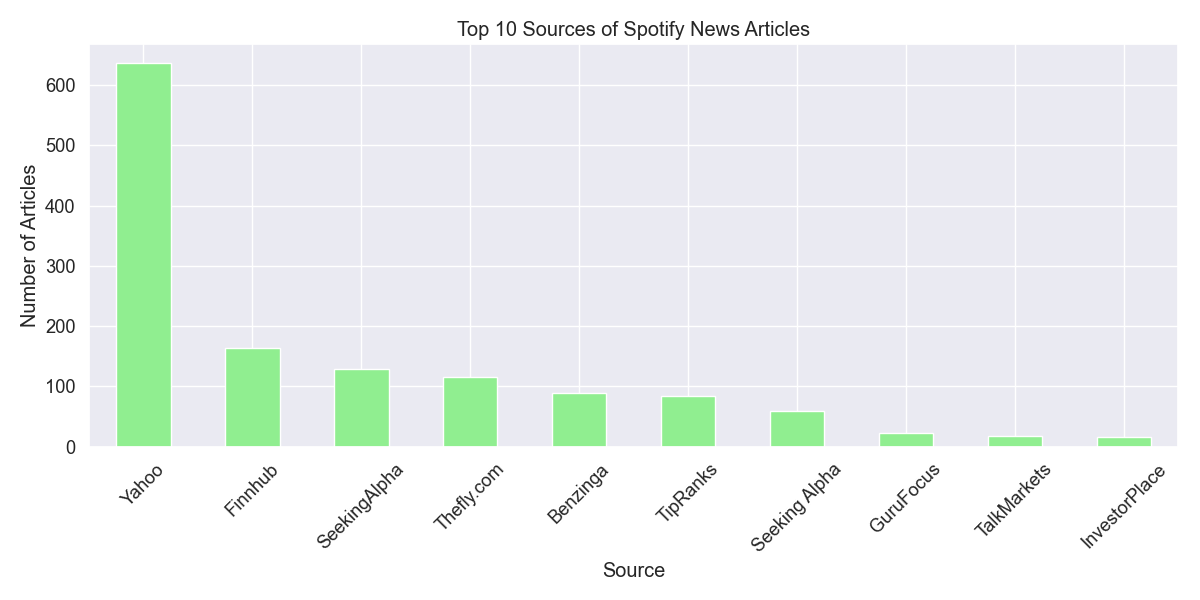 Top 10 Sources of Spotify News Articles
Number of Articles
600
500
400
300
200
100
0
Yahoo
Finnhub
SeekingAlpha
Thefly.com
Benzinga
TipRanks
Seeking Alpha
GuruFocus
TalkMarkets
InvestorPlace
Source